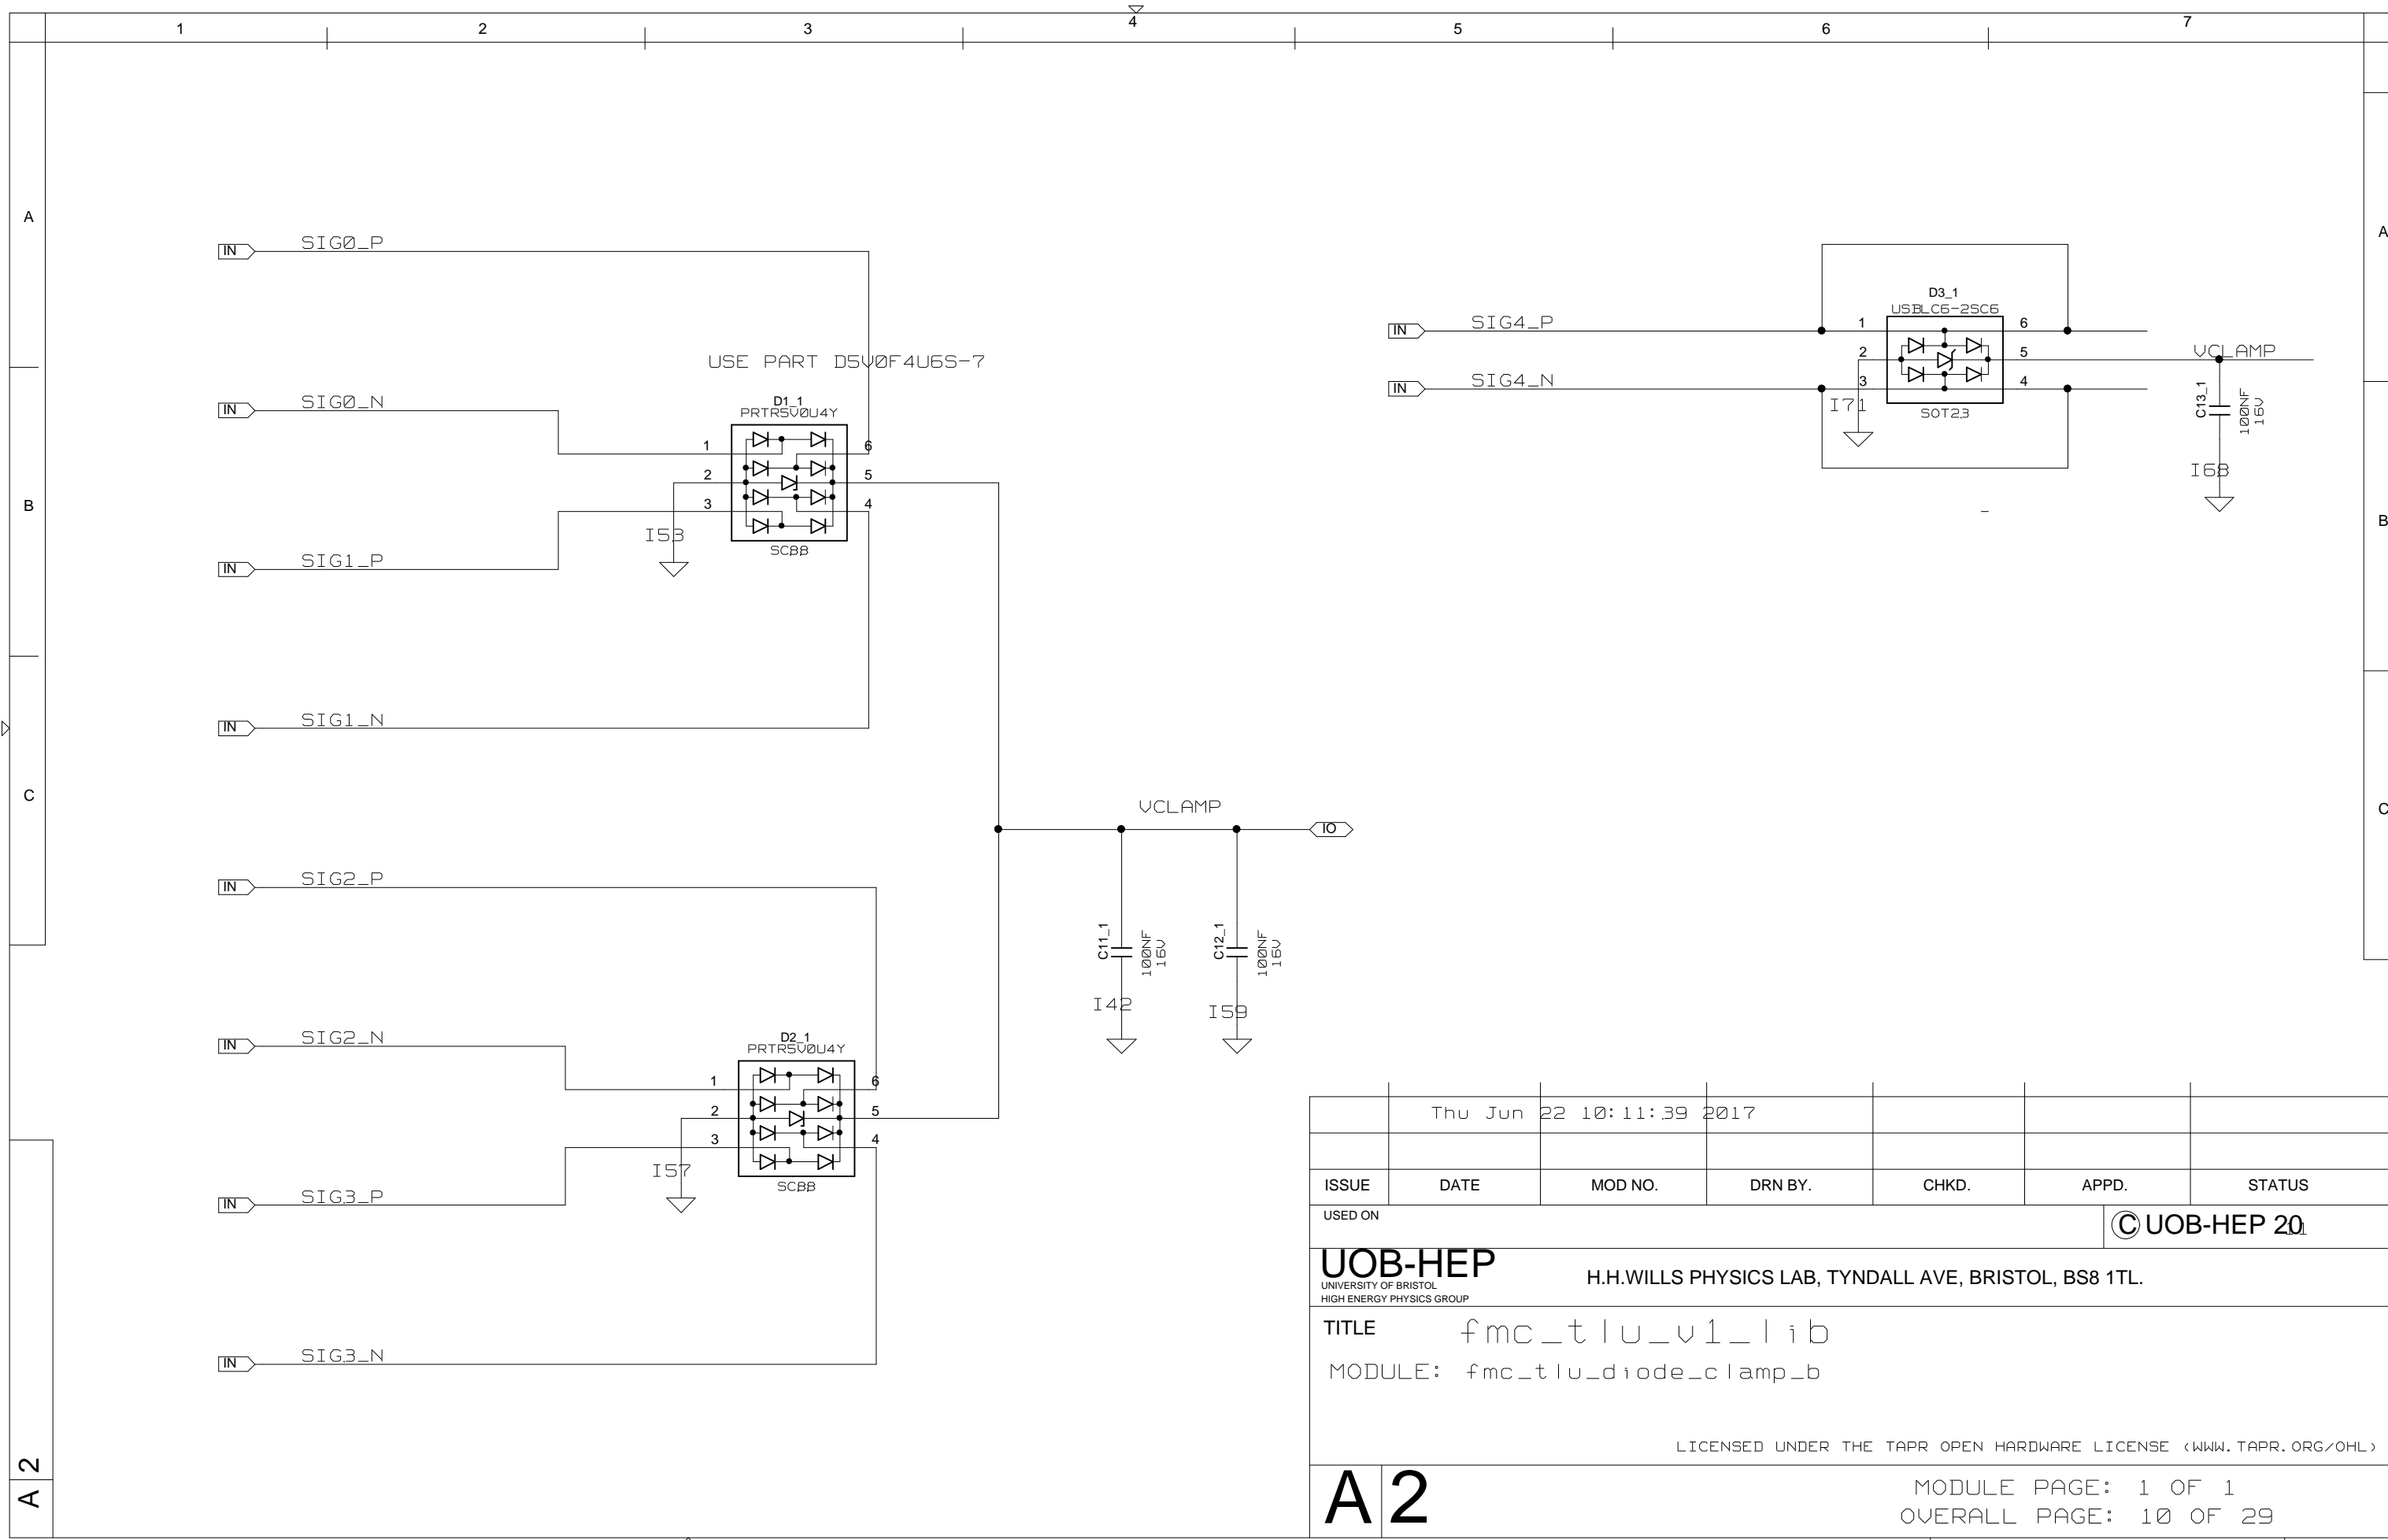 1 2 3 4 5 6 7
A
A
B
B
C
C
IN SIG0_P
USE PART D5V0F4U6S-7
IN SIG0_N
D1_1
PRTR5V0U4Y
1 6
2 5
3 4
I53
SC88
IN SIG1_P
IN SIG1_N
D3_1
USBLC6-2SC6
IN SIG4_P
1 6
2 5
VCLAMP
IN SIG4_N
3 4
I71
SOT23
C13_1
100NF
16V
I68
VCLAMP
IO
IN SIG2_P
C11_1
100NF
16V
I42
C12_1
100NF
16V
I59
IN SIG2_N
D2_1
PRTR5V0U4Y
1 6
2 5
3 4
I57
SC88
IN SIG3_P
IN SIG3_N
Thu Jun 22 10:11:39 2017
ISSUE DATE MOD NO. DRN BY. CHKD. APPD. STATUS
USED ON
© UOB-HEP 20
UOB-HEP
UNIVERSITY OF BRISTOL
HIGH ENERGY PHYSICS GROUP
H.H.WILLS PHYSICS LAB, TYNDALL AVE, BRISTOL, BS8 1TL.
TITLE fmc_tlu_v1_lib
MODULE: fmc_tlu_diode_clamp_b
LICENSED UNDER THE TAPR OPEN HARDWARE LICENSE (WWW.TAPR.ORG/OHL)
A 2
A 2
MODULE PAGE: 1 OF 1
OVERALL PAGE: 10 OF 29